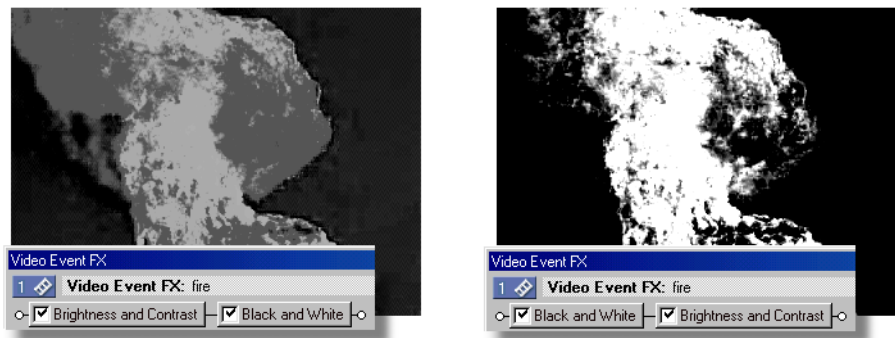 Video Event FX
1 Video Event FX: fire
Brightness and Contrast Black and White
Video Event FX
1 Video Event FX: fire
Black and White Brightness and Contrast